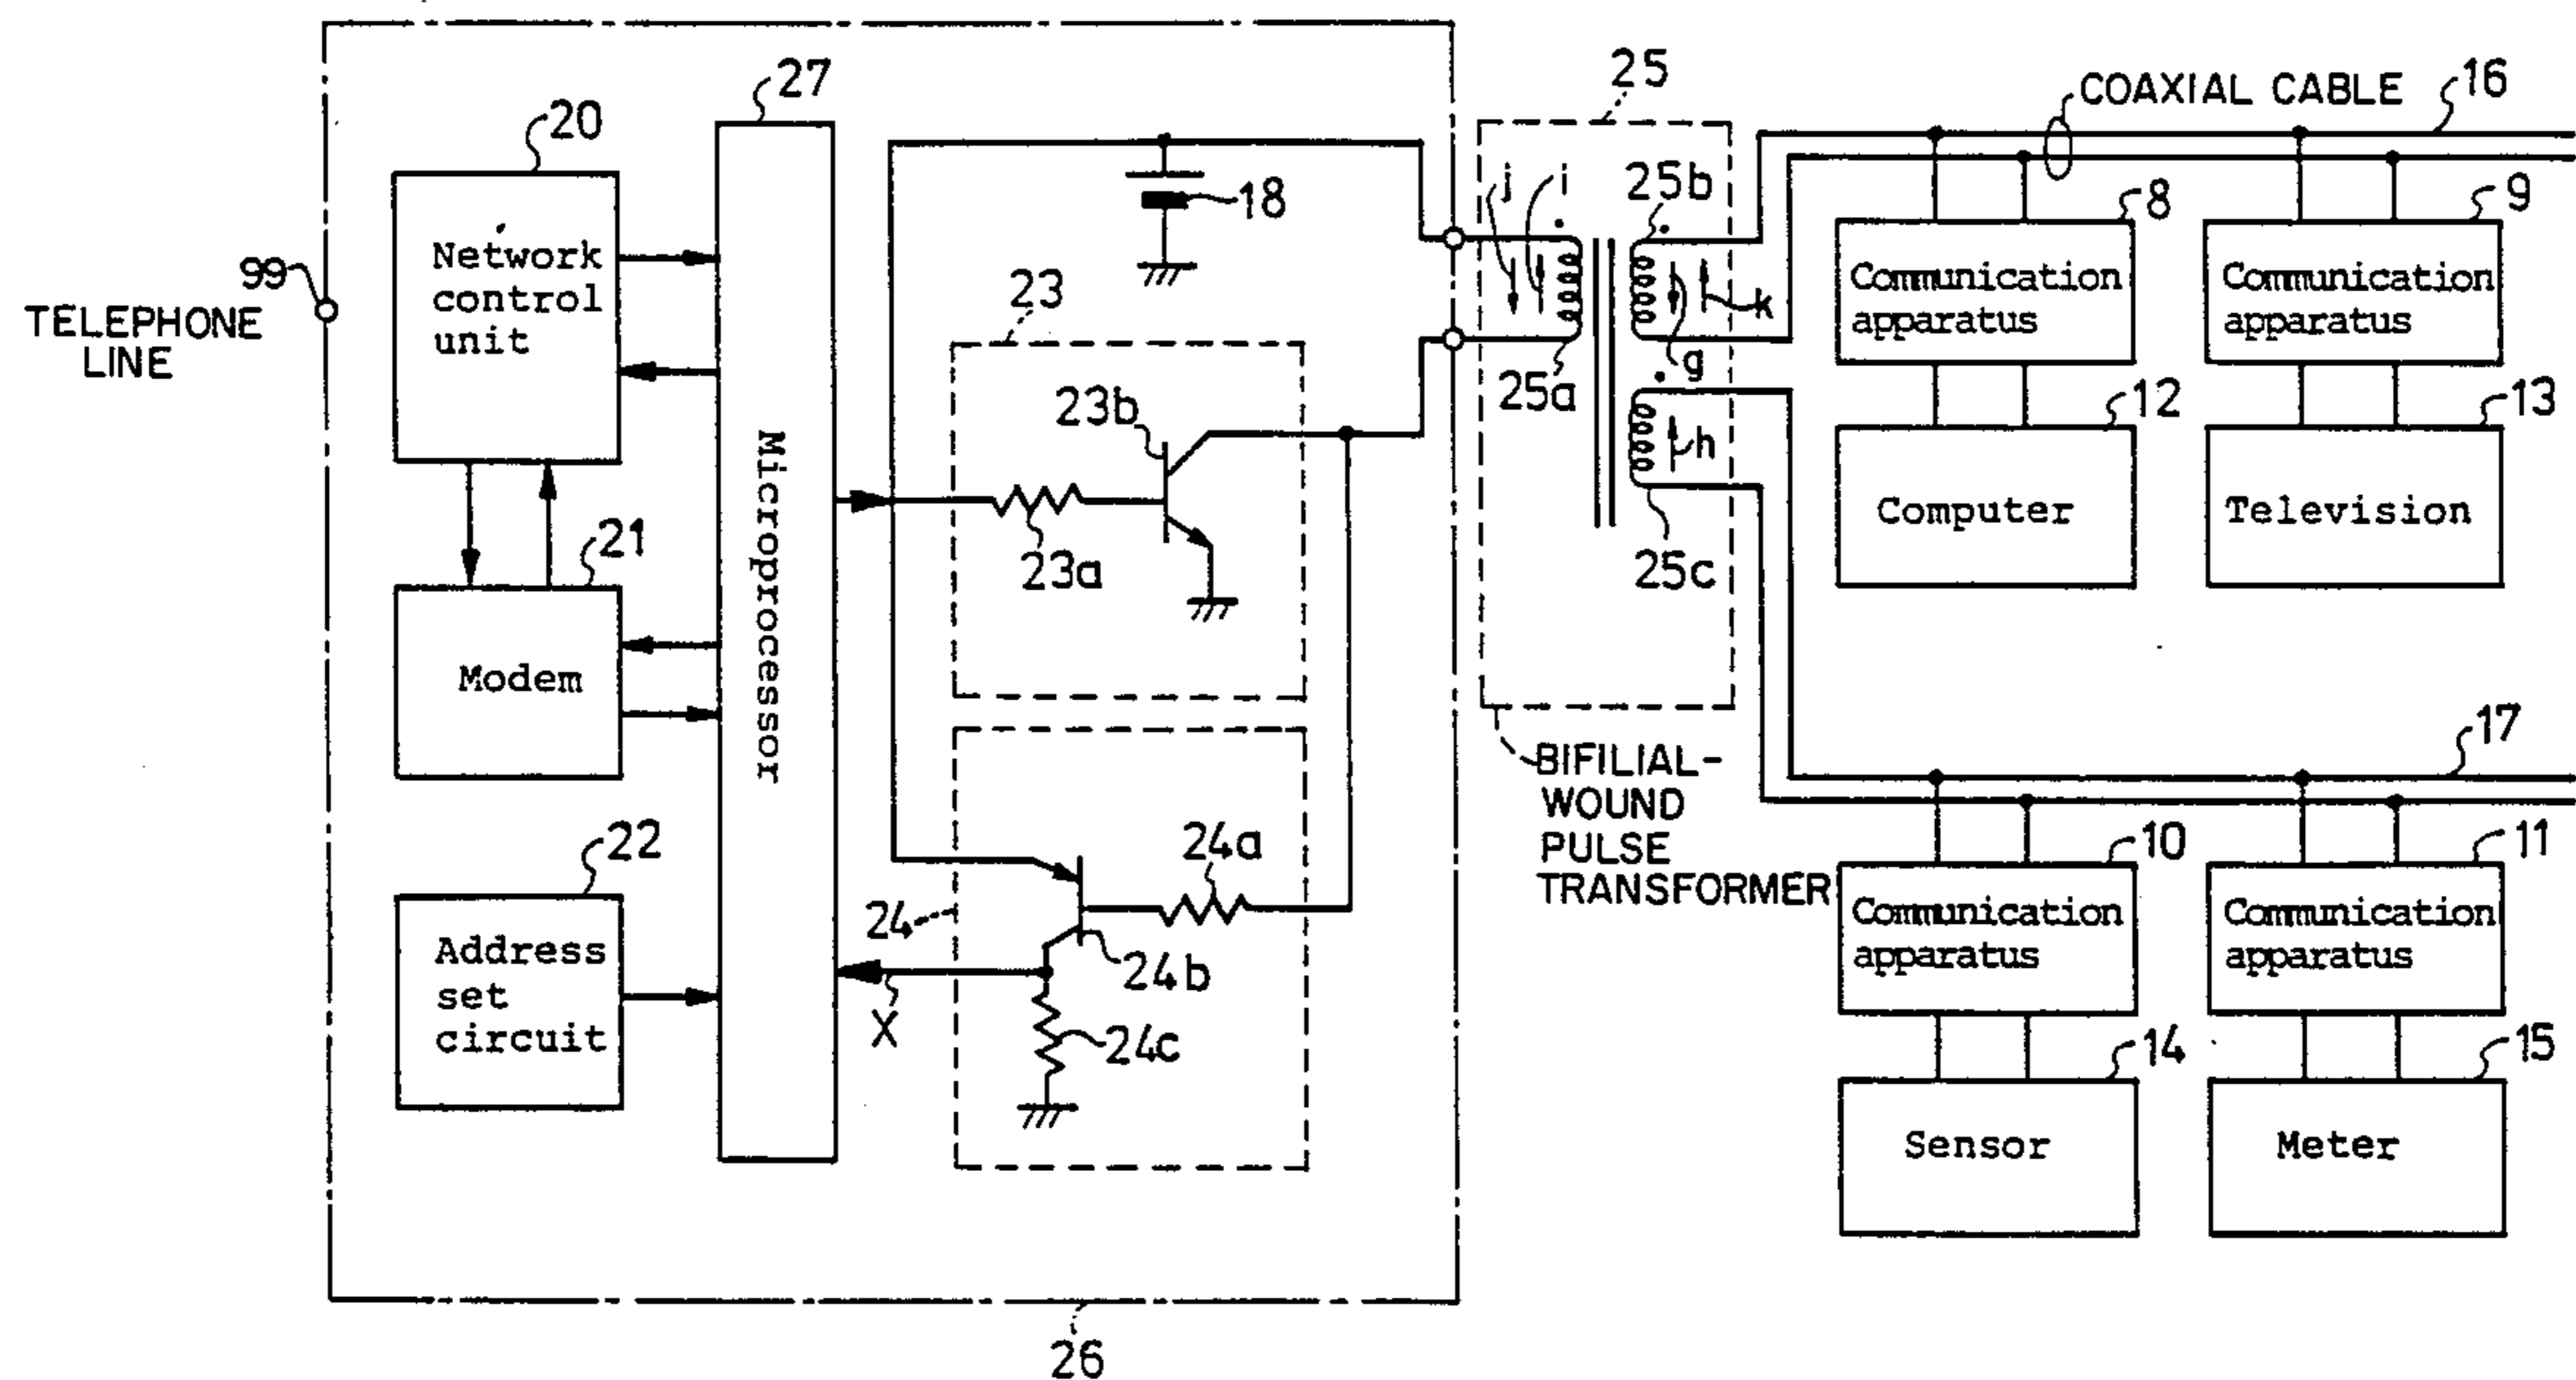 27
20
Network
control
unit
99
TELEPHONE
LINE
21
Modem
22
Address
set
circuit
Microprocessor
18
23
23b
23a
24
24a
24b
24c
X
26
25
j
i
25b
k
g
25a
h
25c
BIFILIAL-
WOUND
PULSE
TRANSFORMER
COAXIAL CABLE
16
8
Communication
apparatus
9
Communication
apparatus
12
Computer
13
Television
17
10
Communication
apparatus
11
Communication
apparatus
14
Sensor
15
Meter